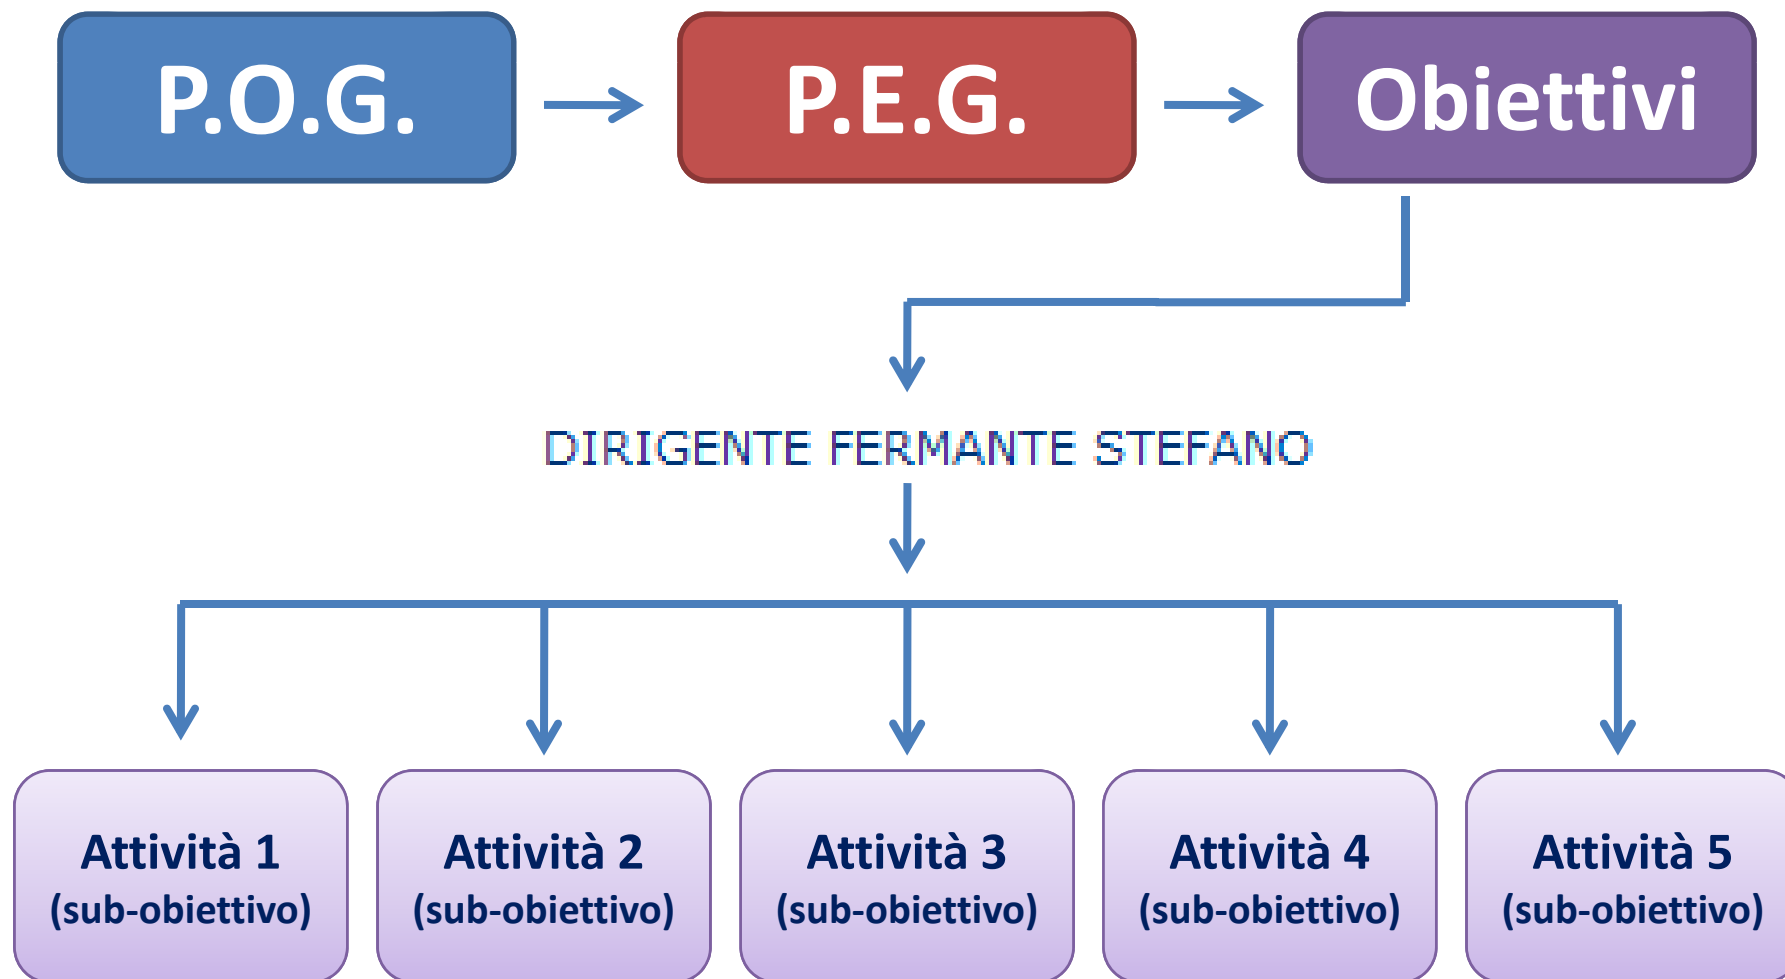 P.O.G.
P.E.G.
Obiettivi
DIRIGENTE FERMANTE STEFANO
Attività 1
(sub-obiettivo)
Attività 2
(sub-obiettivo)
Attività 3
(sub-obiettivo)
Attività 4
(sub-obiettivo)
Attività 5
(sub-obiettivo)